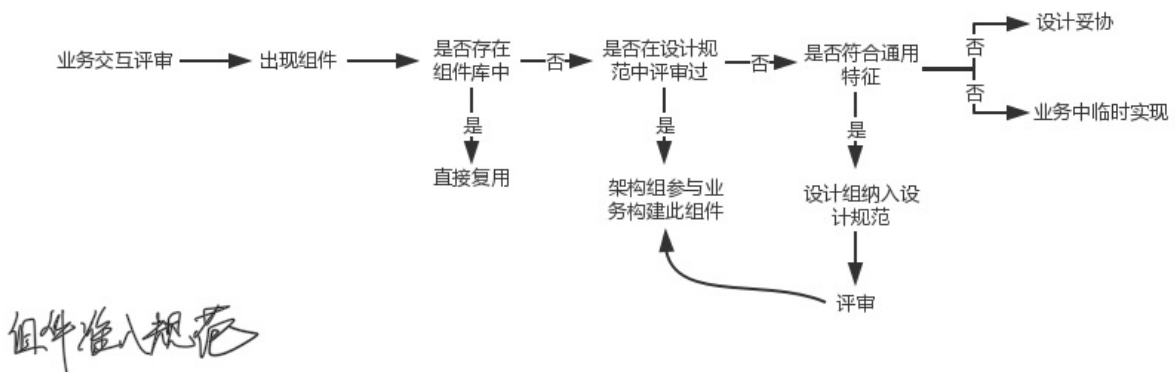 业务交互评审
出现组件
是否存在
组件库中
否
是否在设计规
范中评审过
否
是否符合通用
特征
否
设计妥协
否
业务中临时实现
是
直接复用
是
架构组参与业
务构建此组件
是
设计组纳入设
计规范
评审
组件准入规范